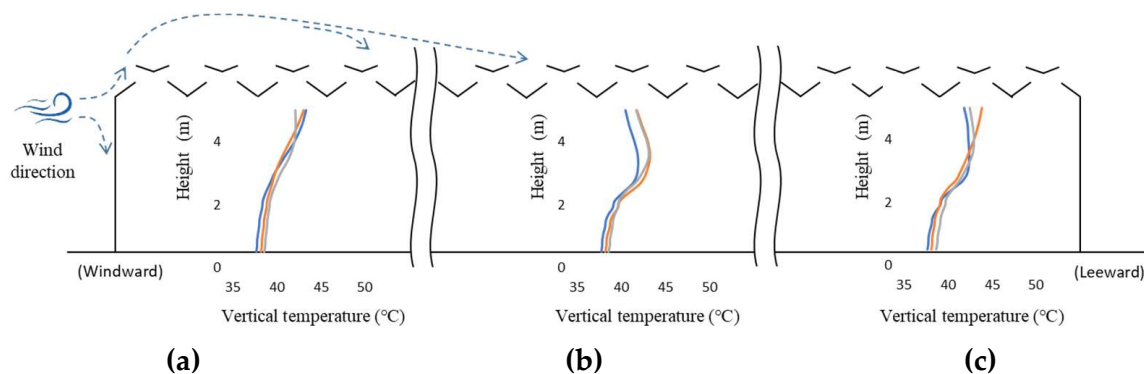 Wind
direction
(Windward)
Height (m)
4
2
0
35 40 45 50
Vertical temperature (°C)
(a)
Height (m)
4
2
0
35 40 45 50
Vertical temperature (°C)
(b)
Height (m)
4
2
0
35 40 45 50
Vertical temperature (°C)
(c)
(Leeward)